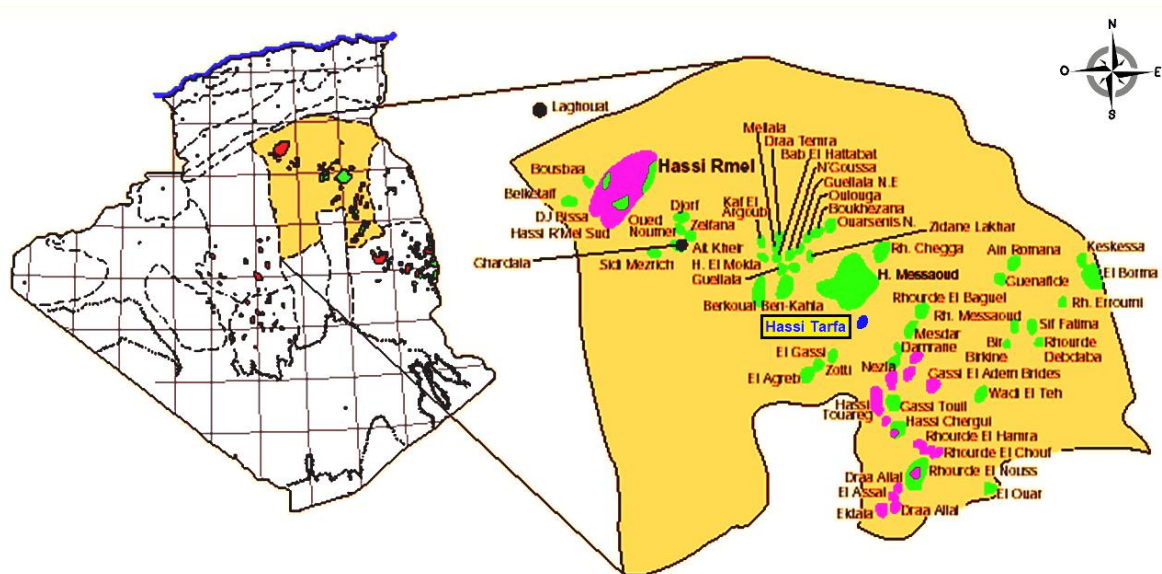 N
O
E
S
Laghouat
Mellala
Draa Temra
Bab El Hattabat
N'Goussa
Guellala N.E
Oulouga
Boukhezana
Ouarsenis N.
Zidane Lakhar
Hassi Rmel
Bousbaa
Belketaif
DJ Bissa
Hassi R'Mel Sud
Oued
Noumer
Djorf
Zelfana
Kaf El
Argoub
Ait Kheir
H. El Mokta
Guellala
Ghardaia
Sidi Mezrich
Rh. Chegga
H. Messaoud
Ain Romana
Keskessa
Guenafide
El Borma
Berkoual
Ben-Kahla
Rhourde El Baguel
Rh. Messaoud
Rh. Erroumi
Hassi Tarfa
Mesdar
Bir
Birkine
Sif Fatima
Rhourde
Debdaba
Damrane
El Gassi
Zotti
El Agreb
Nezla
Gassi El Adem
Brides
Wadi El Teh
Hassi
Touareg
Gassi Touil
Hassi Chergui
Rhourde El Hamra
Rhourde El Chouf
Rhourde El Nouss
Draa Allal
El Assal
El Ouar
Ektala
Draa Allal